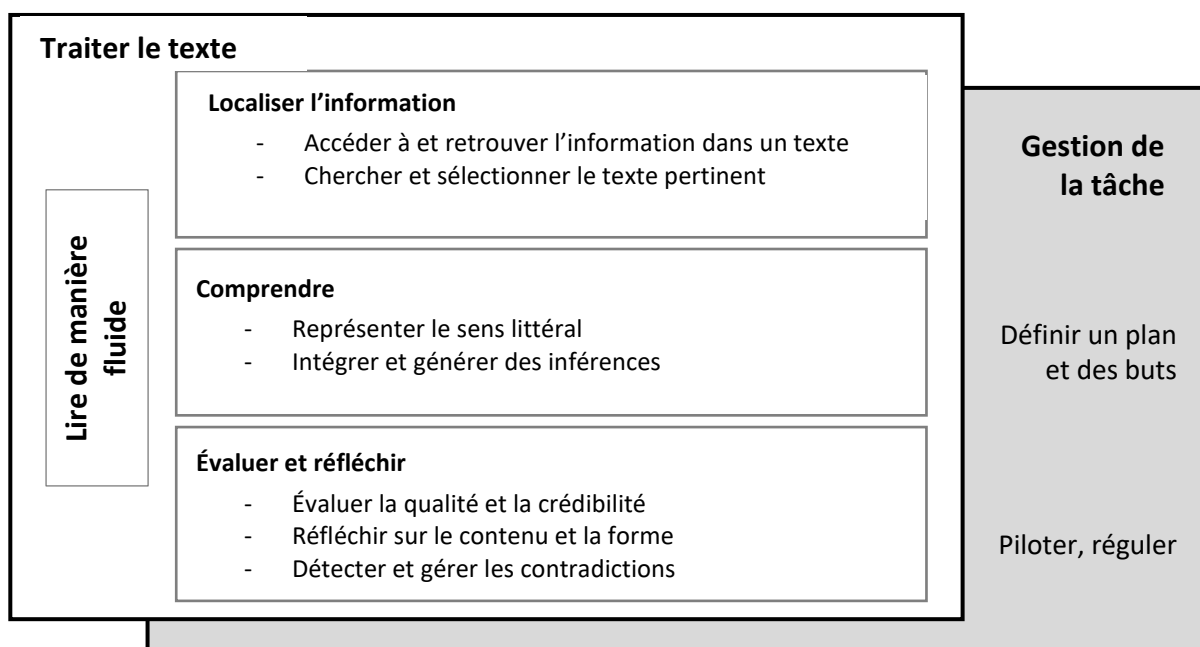 Traiter le texte
Localiser l’information
- Accéder à et retrouver l’information dans un texte
- Chercher et sélectionner le texte pertinent
Lire de manière
fluide
Comprendre
- Représenter le sens littéral
- Intégrer et générer des inférences
Évaluer et réfléchir
- Évaluer la qualité et la crédibilité
- Réfléchir sur le contenu et la forme
- Détecter et gérer les contradictions
Gestion de
la tâche
Définir un plan
et des buts
Piloter, réguler